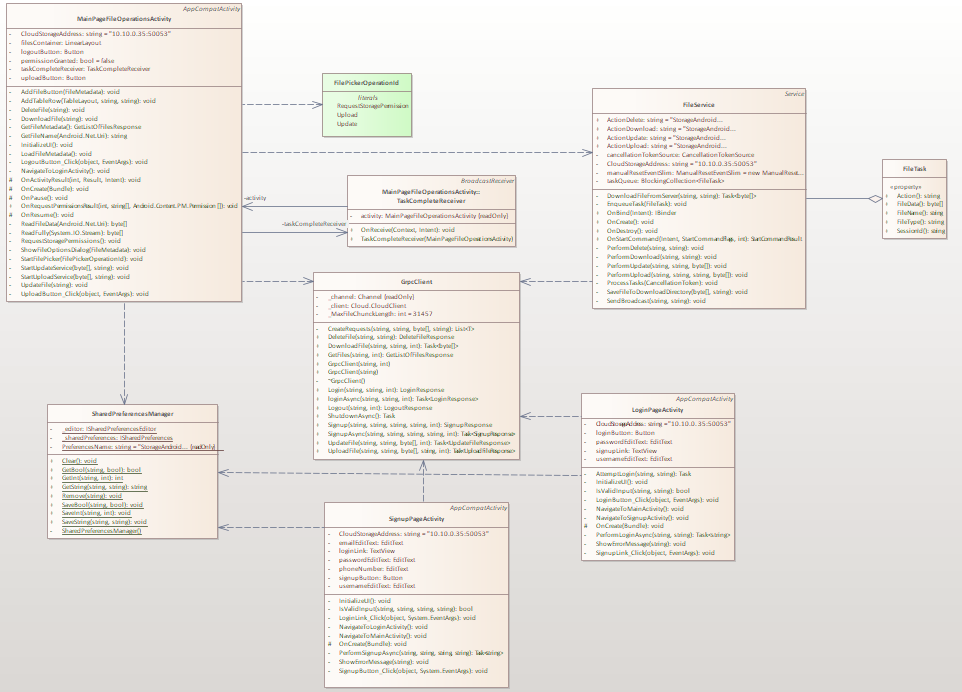 AppCompatActivity
MainPageFileOperationsActivity
- CloudStorageAddress: string = "10.10.0.35:50053"
- filesContainer: LinearLayout
- logoutButton: Button
- permissionGranted: bool = false
- taskCompleteReceiver: TaskCompleteReceiver
- uploadButton: Button
- AddFileButton(FileMetadata): void
- AddTableRow(TableLayout, string, string): void
- DeleteFile(string): void
- DownloadFile(string): void
- GetFileMetadata(): GetListOfFilesResponse
- GetFileName(Android.Net.Uri): string
- InitializeUI(): void
- LoadFileMetadata(): void
- LogoutButton_Click(object, EventArgs): void
- NavigateToLoginActivity(): void
# OnActivityResult(int, Result, Intent): void
# OnCreate(Bundle): void
# OnPause(): void
+ OnRequestPermissionsResult(int, string[], Android.Content.PM.Permission[]): void
# OnResume(): void
- ReadFileData(Android.Net.Uri): byte[]
- ReadFully(System.IO.Stream): byte[]
- RequestStoragePermissions(): void
- ShowFileOptionsDialog(FileMetadata): void
- StartFilePicker(FilePickerOperationId): void
- StartUpdateService(byte[], string): void
- StartUploadService(byte[], string): void
- UpdateFile(string): void
- UploadButton_Click(object, EventArgs): void
FilePickerOperationId
literals
RequestStoragePermission
Upload
Update
Service
FileService
+ ActionDelete: string = "StorageAndroid...
+ ActionDownload: string = "StorageAndroid...
+ ActionUpdate: string = "StorageAndroid...
+ ActionUpload: string = "StorageAndroid...
- cancellationTokenSource: CancellationTokenSource
- CloudStorageAddress: string = "10.10.0.35:50053"
- manualResetEventSlim: ManualResetEventSlim = new ManualReset...
- taskQueue: BlockingCollection<FileTask>
- DownloadFileFromServer(string, string): Task<byte[]>
- EnqueueTask(FileTask): void
+ OnBind(Intent): IBinder
+ OnCreate(): void
+ OnDestroy(): void
+ OnStartCommand(Intent, StartCommandFlags, int): StartCommandResult
- PerformDelete(string, string): void
- PerformDownload(string, string): void
- PerformUpdate(string, string, byte[]): void
- PerformUpload(string, string, string, byte[]): void
- ProcessTasks(CancellationToken): void
- SaveFileToDownloadDirectory(byte[], string): void
- SendBroadcast(string, string): void
FileTask
«property»
+ Action(): string
+ FileData(): byte[]
+ FileName(): string
+ FileType(): string
+ SessionId(): string
-activity
-taskCompleteReceiver
BroadcastReceiver
MainPageFileOperationsActivity::
TaskCompleteReceiver
- activity: MainPageFileOperationsActivity {readOnly}
+ OnReceive(Context, Intent): void
+ TaskCompleteReceiver(MainPageFileOperationsActivity)
GrpcClient
- _channel: Channel {readOnly}
- _client: Cloud.CloudClient
- _MaxFileChunckLength: int = 31457
- CreateRequests(string, string, byte[], string): List<T>
+ DeleteFile(string, string): DeleteFileResponse
+ DownloadFile(string, string, int): Task<byte[]>
+ GetFiles(string, int): GetListOfFilesResponse
+ GrpcClient(string, int)
+ GrpcClient(string)
- ~GrpcClient()
+ Login(string, string, int): LoginResponse
+ loginAsync(string, string, int): Task<LoginResponse>
+ Logout(string, int): LogoutResponse
+ ShutdownAsync(): Task
+ Signup(string, string, string, int): SignupResponse
+ SignupAsync(string, string, string, int): Task<SignupResponse>
+ UpdateFile(string, string, byte[], int): Task<UpdateFileResponse>
+ UploadFile(string, string, byte[], string, int): Task<UploadFileResponse>
SharedPreferencesManager
- _editor: ISharedPreferencesEditor
- _sharedPreferences: ISharedPreferences
- PreferencesName: string = "StorageAndroid.... {readOnly}
+ Clear(): void
+ GetBool(string, bool): bool
+ GetInt(string, int): int
+ GetString(string, string): string
+ Remove(string): void
+ SaveBool(string, bool): void
+ SaveInt(string, int): void
+ SaveString(string, string): void
- SharedPreferencesManager()
AppCompatActivity
LoginPageActivity
- CloudStorageAddress: string = "10.10.0.35:50053"
- loginButton: Button
- passwordEditText: EditText
- signupLink: TextView
- usernameEditText: EditText
- AttemptLogin(string, string): Task
- InitializeUI(): void
- IsValidInput(string, string): bool
- LoginButton_Click(object, EventArgs): void
- NavigateToMainActivity(): void
- NavigateToSignupActivity(): void
# OnCreate(Bundle): void
- PerformLoginAsync(string, string): Task<string>
- ShowErrorMessage(string): void
- SignupLink_Click(object, EventArgs): void
AppCompatActivity
SignupPageActivity
- CloudStorageAddress: string = "10.10.0.35:50053"
- emailEditText: EditText
- loginLink: TextView
- passwordEditText: EditText
- phoneNumber: EditText
- signupButton: Button
- usernameEditText: EditText
- InitializeUI(): void
- IsValidInput(string, string, string, string): bool
- LoginLink_Click(object, System.EventArgs): void
- NavigateToLoginActivity(): void
- NavigateToMainActivity(): void
# OnCreate(Bundle): void
- PerformSignupAsync(string, string, string, string): Task<string>
- ShowErrorMessage(string): void
- SignupButton_Click(object, System.EventArgs): void